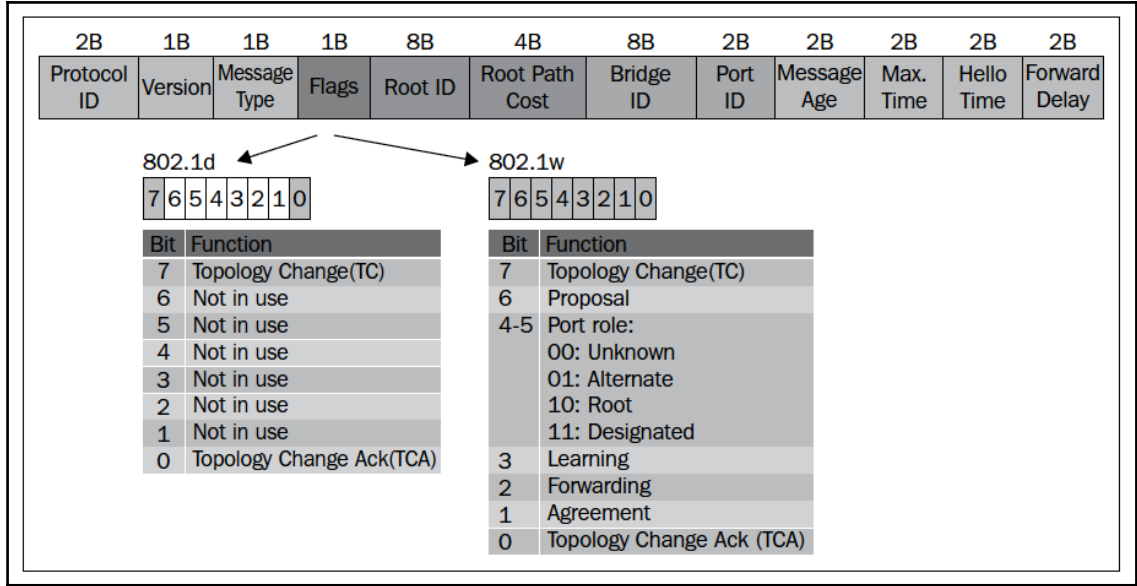 2B 1B 1B 1B 8B 4B 8B 2B 2B 2B 2B 2B
Protocol ID Version Message Type Flags Root ID Root Path Cost Bridge ID Port ID Message Age Max. Time Hello Time Forward Delay
802.1d
7 6 5 4 3 2 1 0
Bit Function
7 Topology Change(TC)
6 Not in use
5 Not in use
4 Not in use
3 Not in use
2 Not in use
1 Not in use
0 Topology Change Ack(TCA)
802.1w
7 6 5 4 3 2 1 0
Bit Function
7 Topology Change(TC)
6 Proposal
4-5 Port role:
00: Unknown
01: Alternate
10: Root
11: Designated
3 Learning
2 Forwarding
1 Agreement
0 Topology Change Ack (TCA)